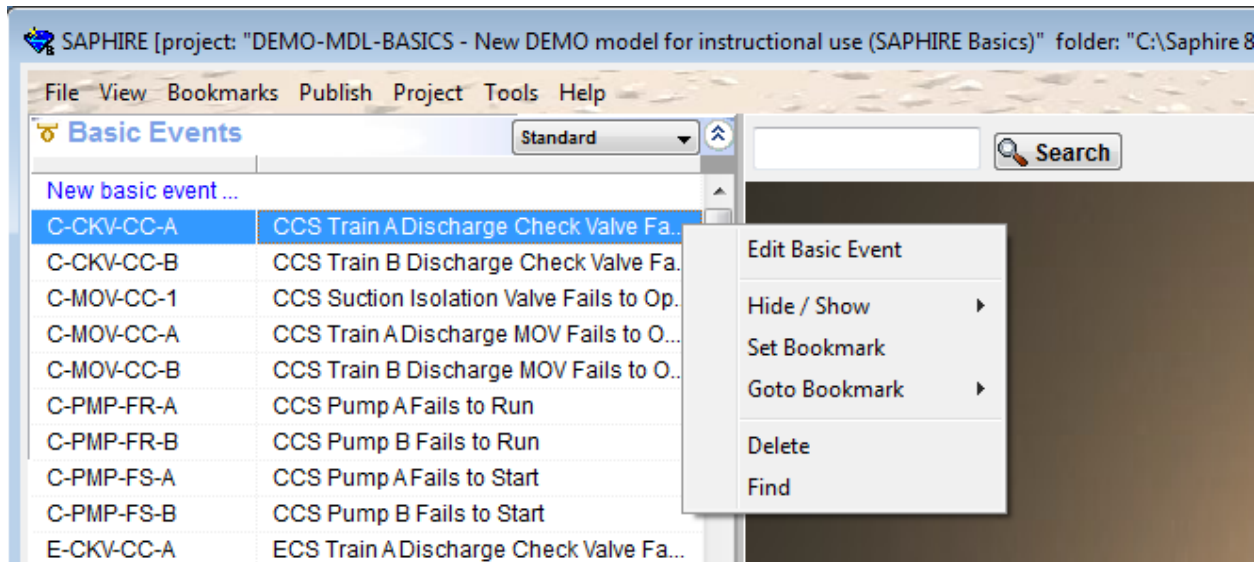 SAPHIRE [project: "DEMO-MDL-BASICS - New DEMO model for instructional use (SAPHIRE Basics)" folder: "C:\Saphire 8
File View Bookmarks Publish Project Tools Help
Basic Events Standard
Search
New basic event ...
C-CKV-CC-A CCS Train A Discharge Check Valve Fa...
C-CKV-CC-B CCS Train B Discharge Check Valve Fa.
C-MOV-CC-1 CCS Suction Isolation Valve Fails to Op.
C-MOV-CC-A CCS Train A Discharge MOV Fails to O...
C-MOV-CC-B CCS Train B Discharge MOV Fails to O..
C-PMP-FR-A CCS Pump A Fails to Run
C-PMP-FR-B CCS Pump B Fails to Run
C-PMP-FS-A CCS Pump A Fails to Start
C-PMP-FS-B CCS Pump B Fails to Start
E-CKV-CC-A ECS Train A Discharge Check Valve Fa...
Edit Basic Event
Hide / Show
Set Bookmark
Goto Bookmark
Delete
Find